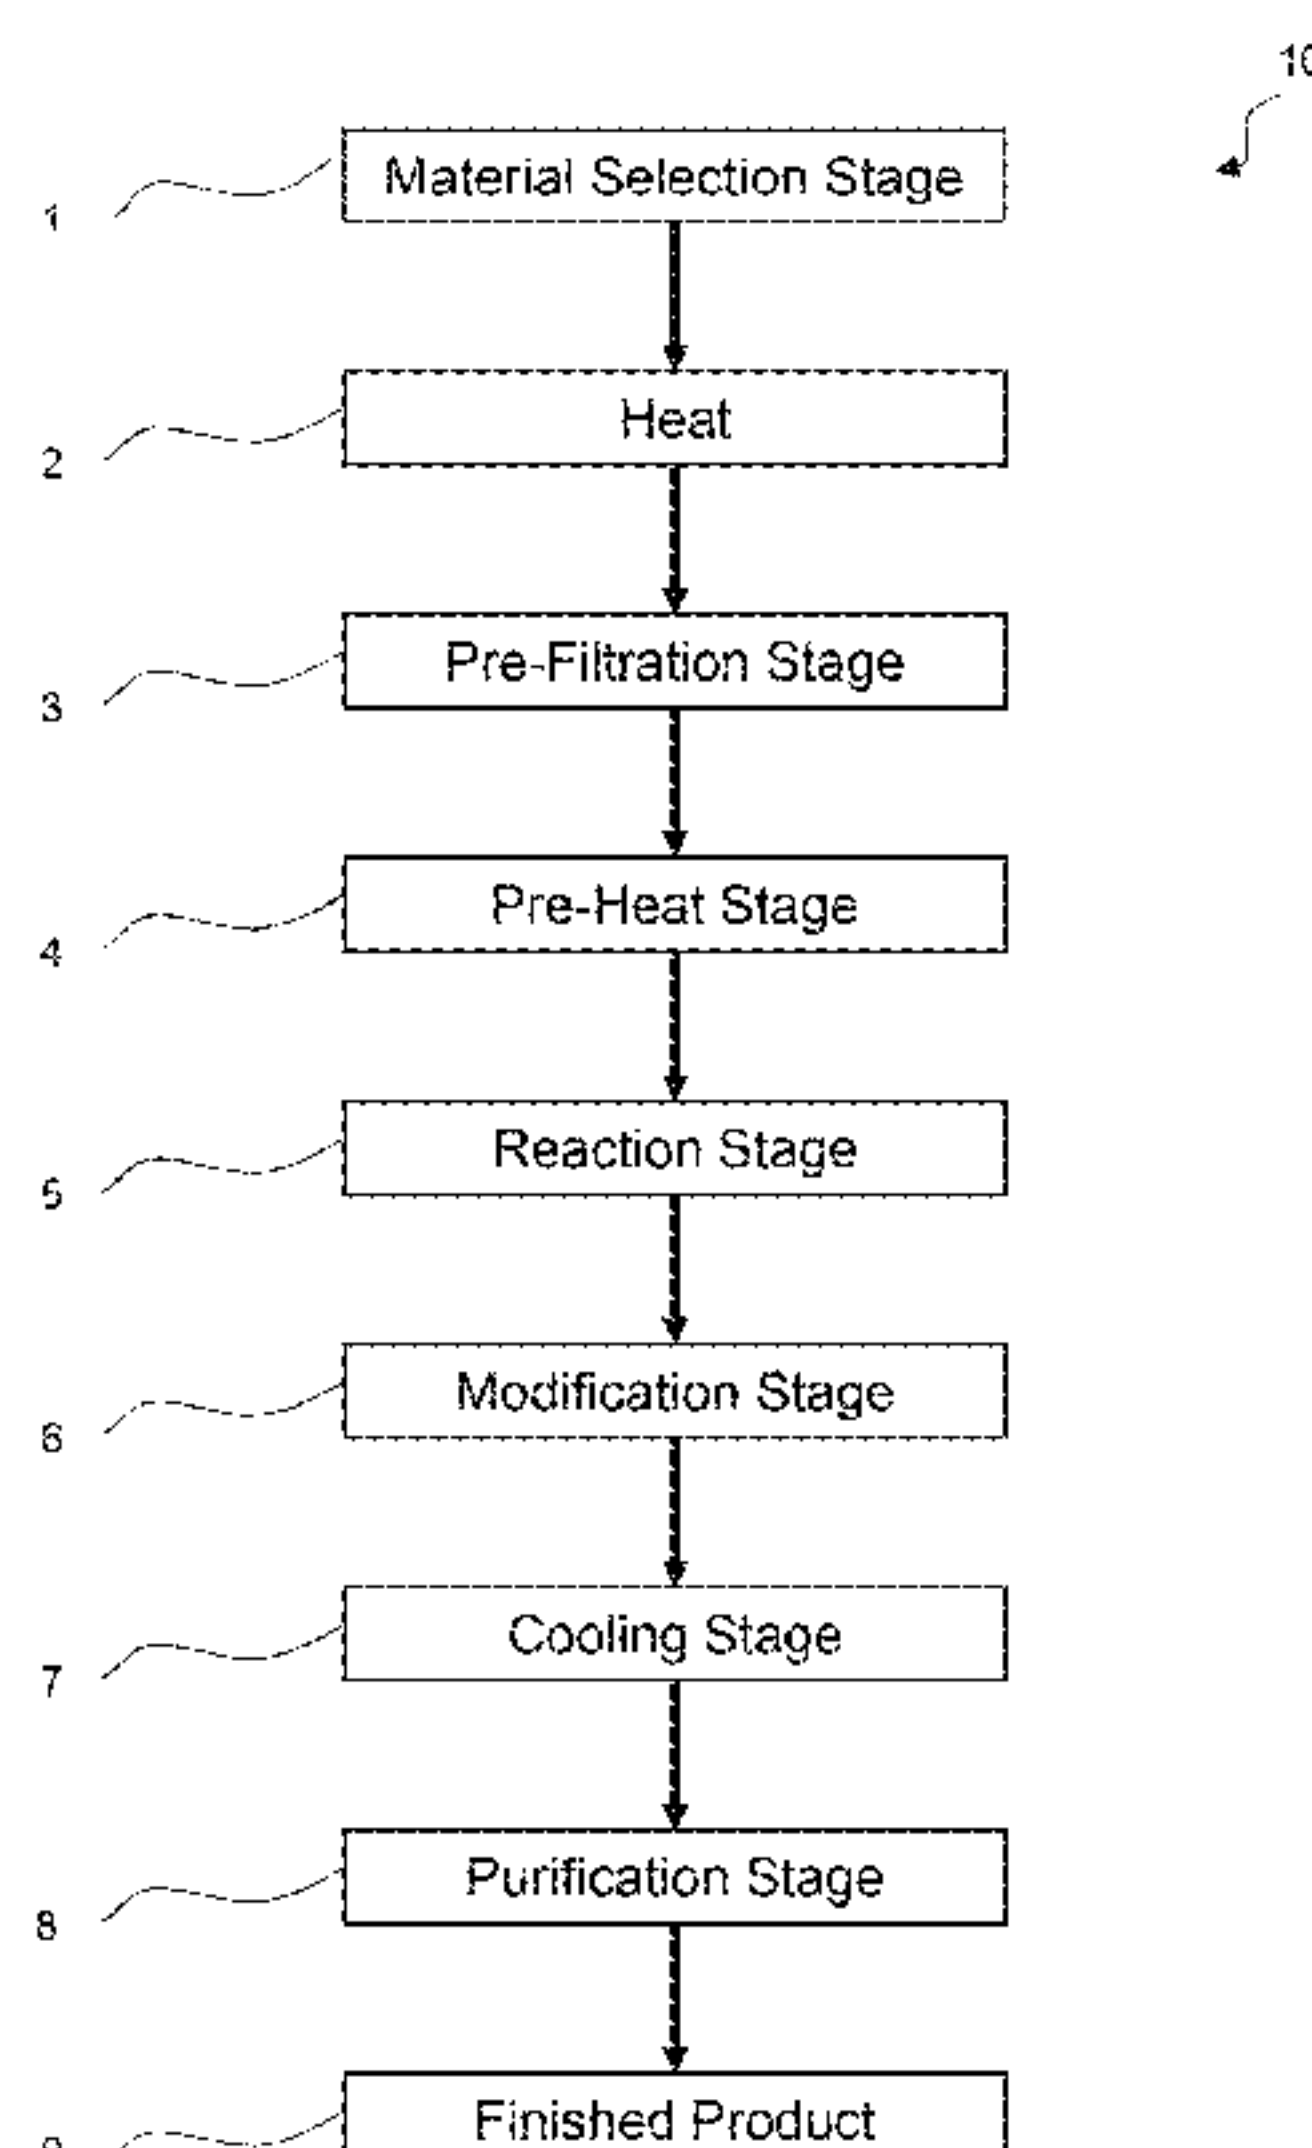 10
1
Material Selection Stage
2
Heat
3
Pre-Filtration Stage
4
Pre-Heat Stage
5
Reaction Stage
6
Modification Stage
7
Cooling Stage
8
Purification Stage
Finished Product